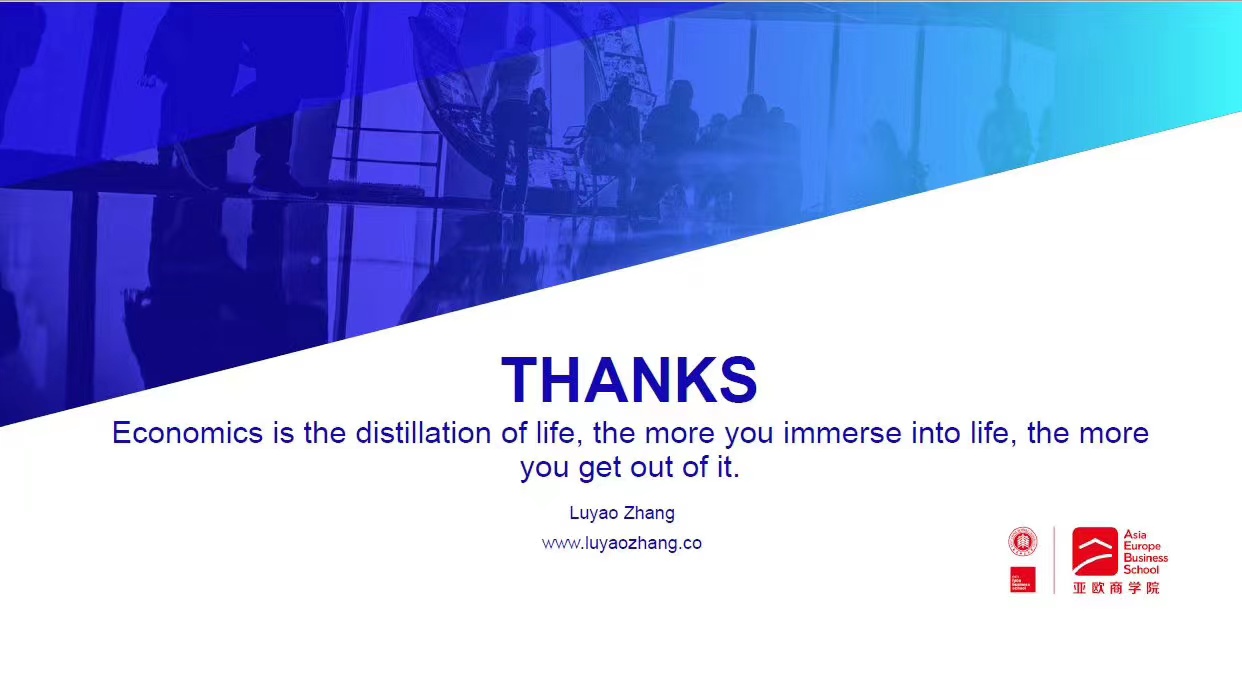 THANKS
Economics is the distillation of life, the more you immerse into life, the more
you get out of it.
Luyao Zhang
www.luyaozhang.co
Asia
Europe
Business
School
亚欧商学院